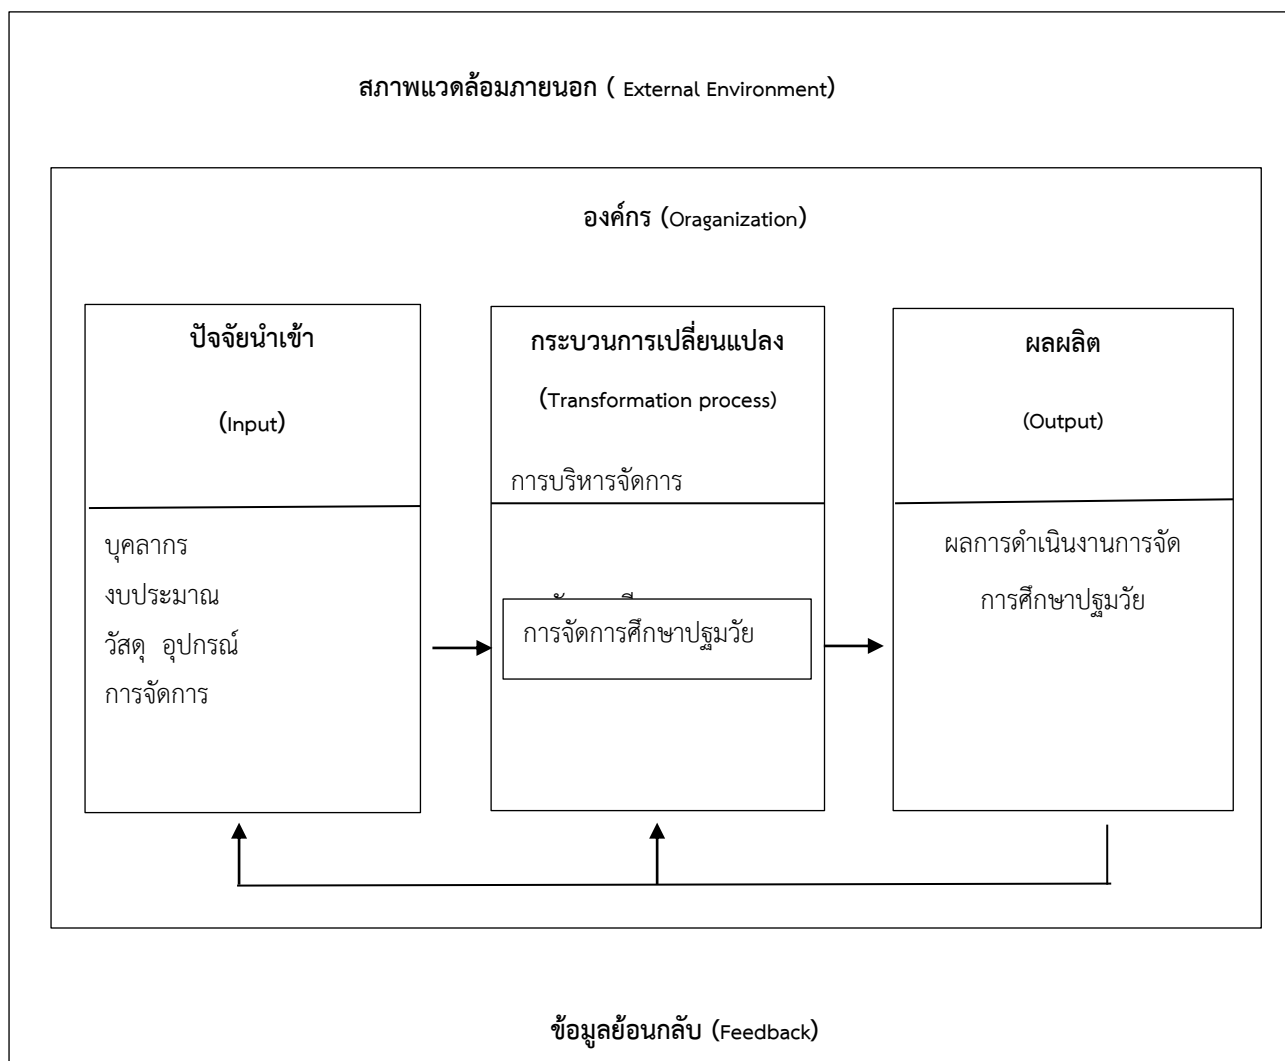 สภาพแวดล้อมภายนอก ( External Environment)
องค์กร (Oraganization)
ปัจจัยนำเข้า
(Input)
บุคลากร
งบประมาณ
วัสดุ อุปกรณ์
การจัดการ
กระบวนการเปลี่ยนแปลง
(Transformation process)
การบริหารจัดการ
การจัดการศึกษาปฐมวัย
ผลผลิต
(Output)
ผลการดำเนินงานการจัด
การศึกษาปฐมวัย
ข้อมูลย้อนกลับ (Feedback)